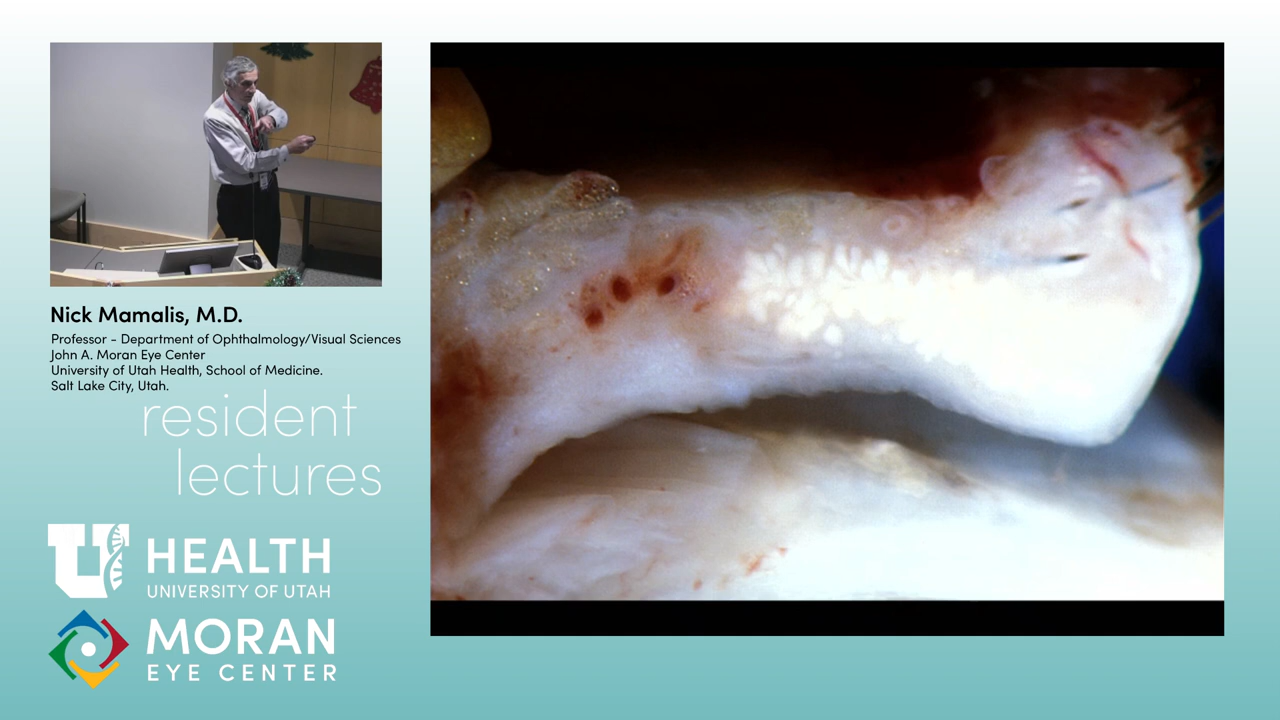 Nick Mamalis, M.D.
Professor - Department of Ophthalmology/Visual Sciences
John A. Moran Eye Center
University of Utah Health, School of Medicine.
Salt Lake City, Utah.
resident
lectures
U HEALTH
UNIVERSITY OF UTAH
MORAN
EYE CENTER